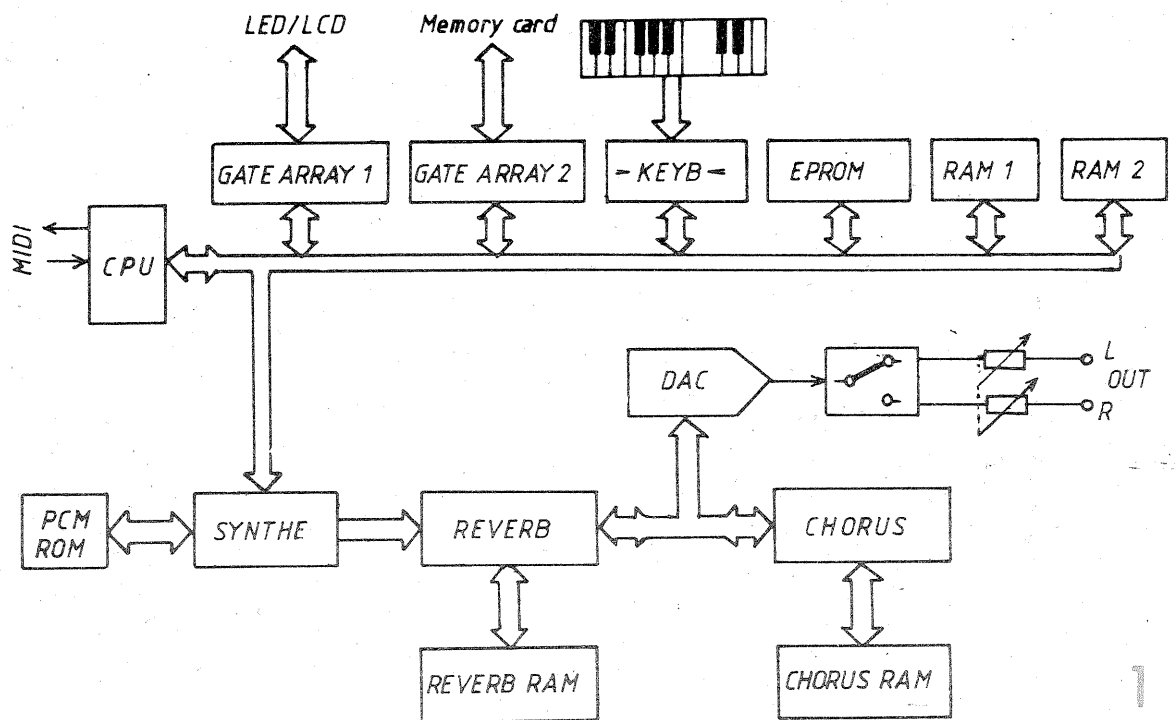 LED/LCD
Memory card
GATE ARRAY 1
GATE ARRAY 2
- KEYB -
EPROM
RAM 1
RAM 2
MIDI
CPU
DAC
L
OUT
R
PCM
ROM
SYNTHE
REVERB
CHORUS
REVERB RAM
CHORUS RAM
1